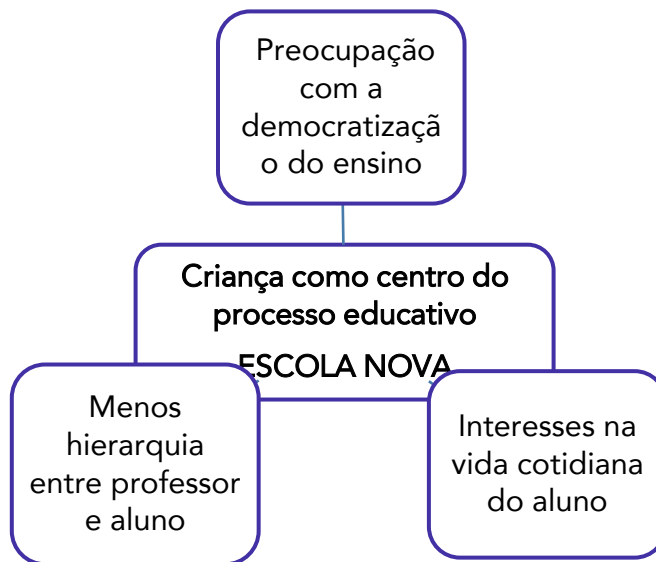 Preocupação
com a
democratizaçã
o do ensino
Criança como centro do
processo educativo
ESCOLA NOVA
Menos
hierarquia
entre professor
e aluno
Interesses na
vida cotidiana
do aluno